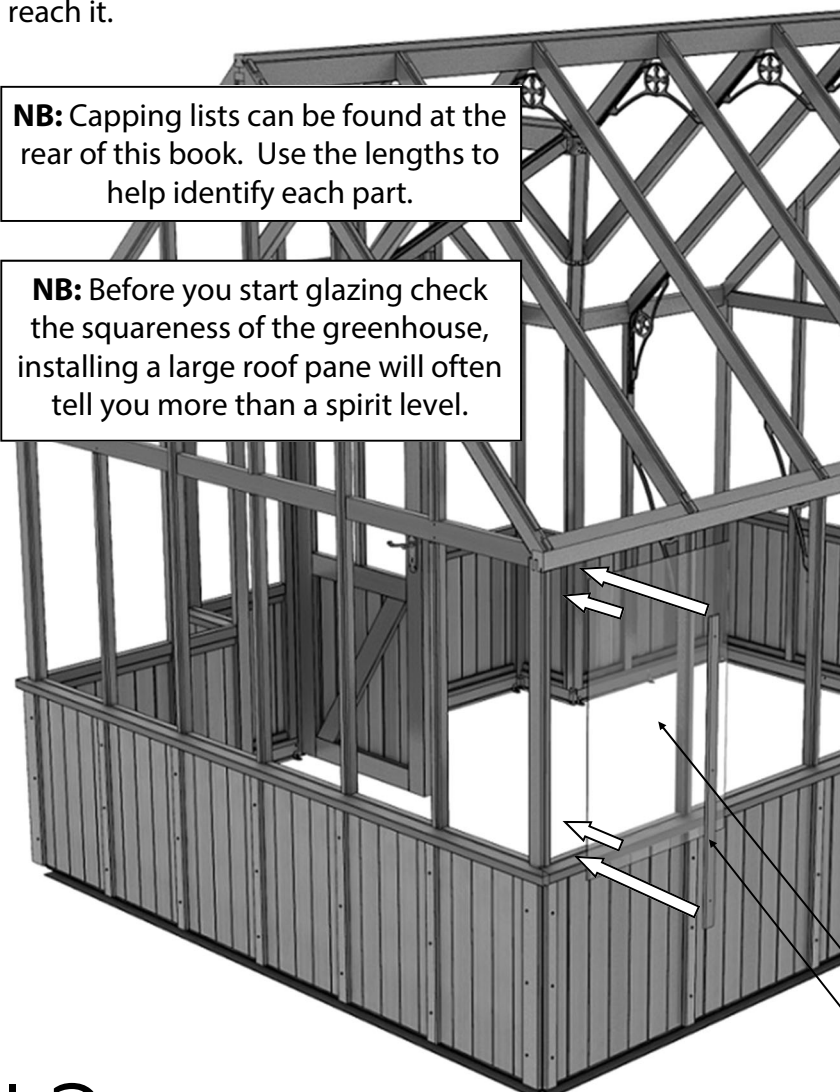 reach it.
NB: Capping lists can be found at the
rear of this book. Use the lengths to
help identify each part.
NB: Before you start glazing check
the squareness of the greenhouse,
installing a large roof pane will often
tell you more than a spirit level.